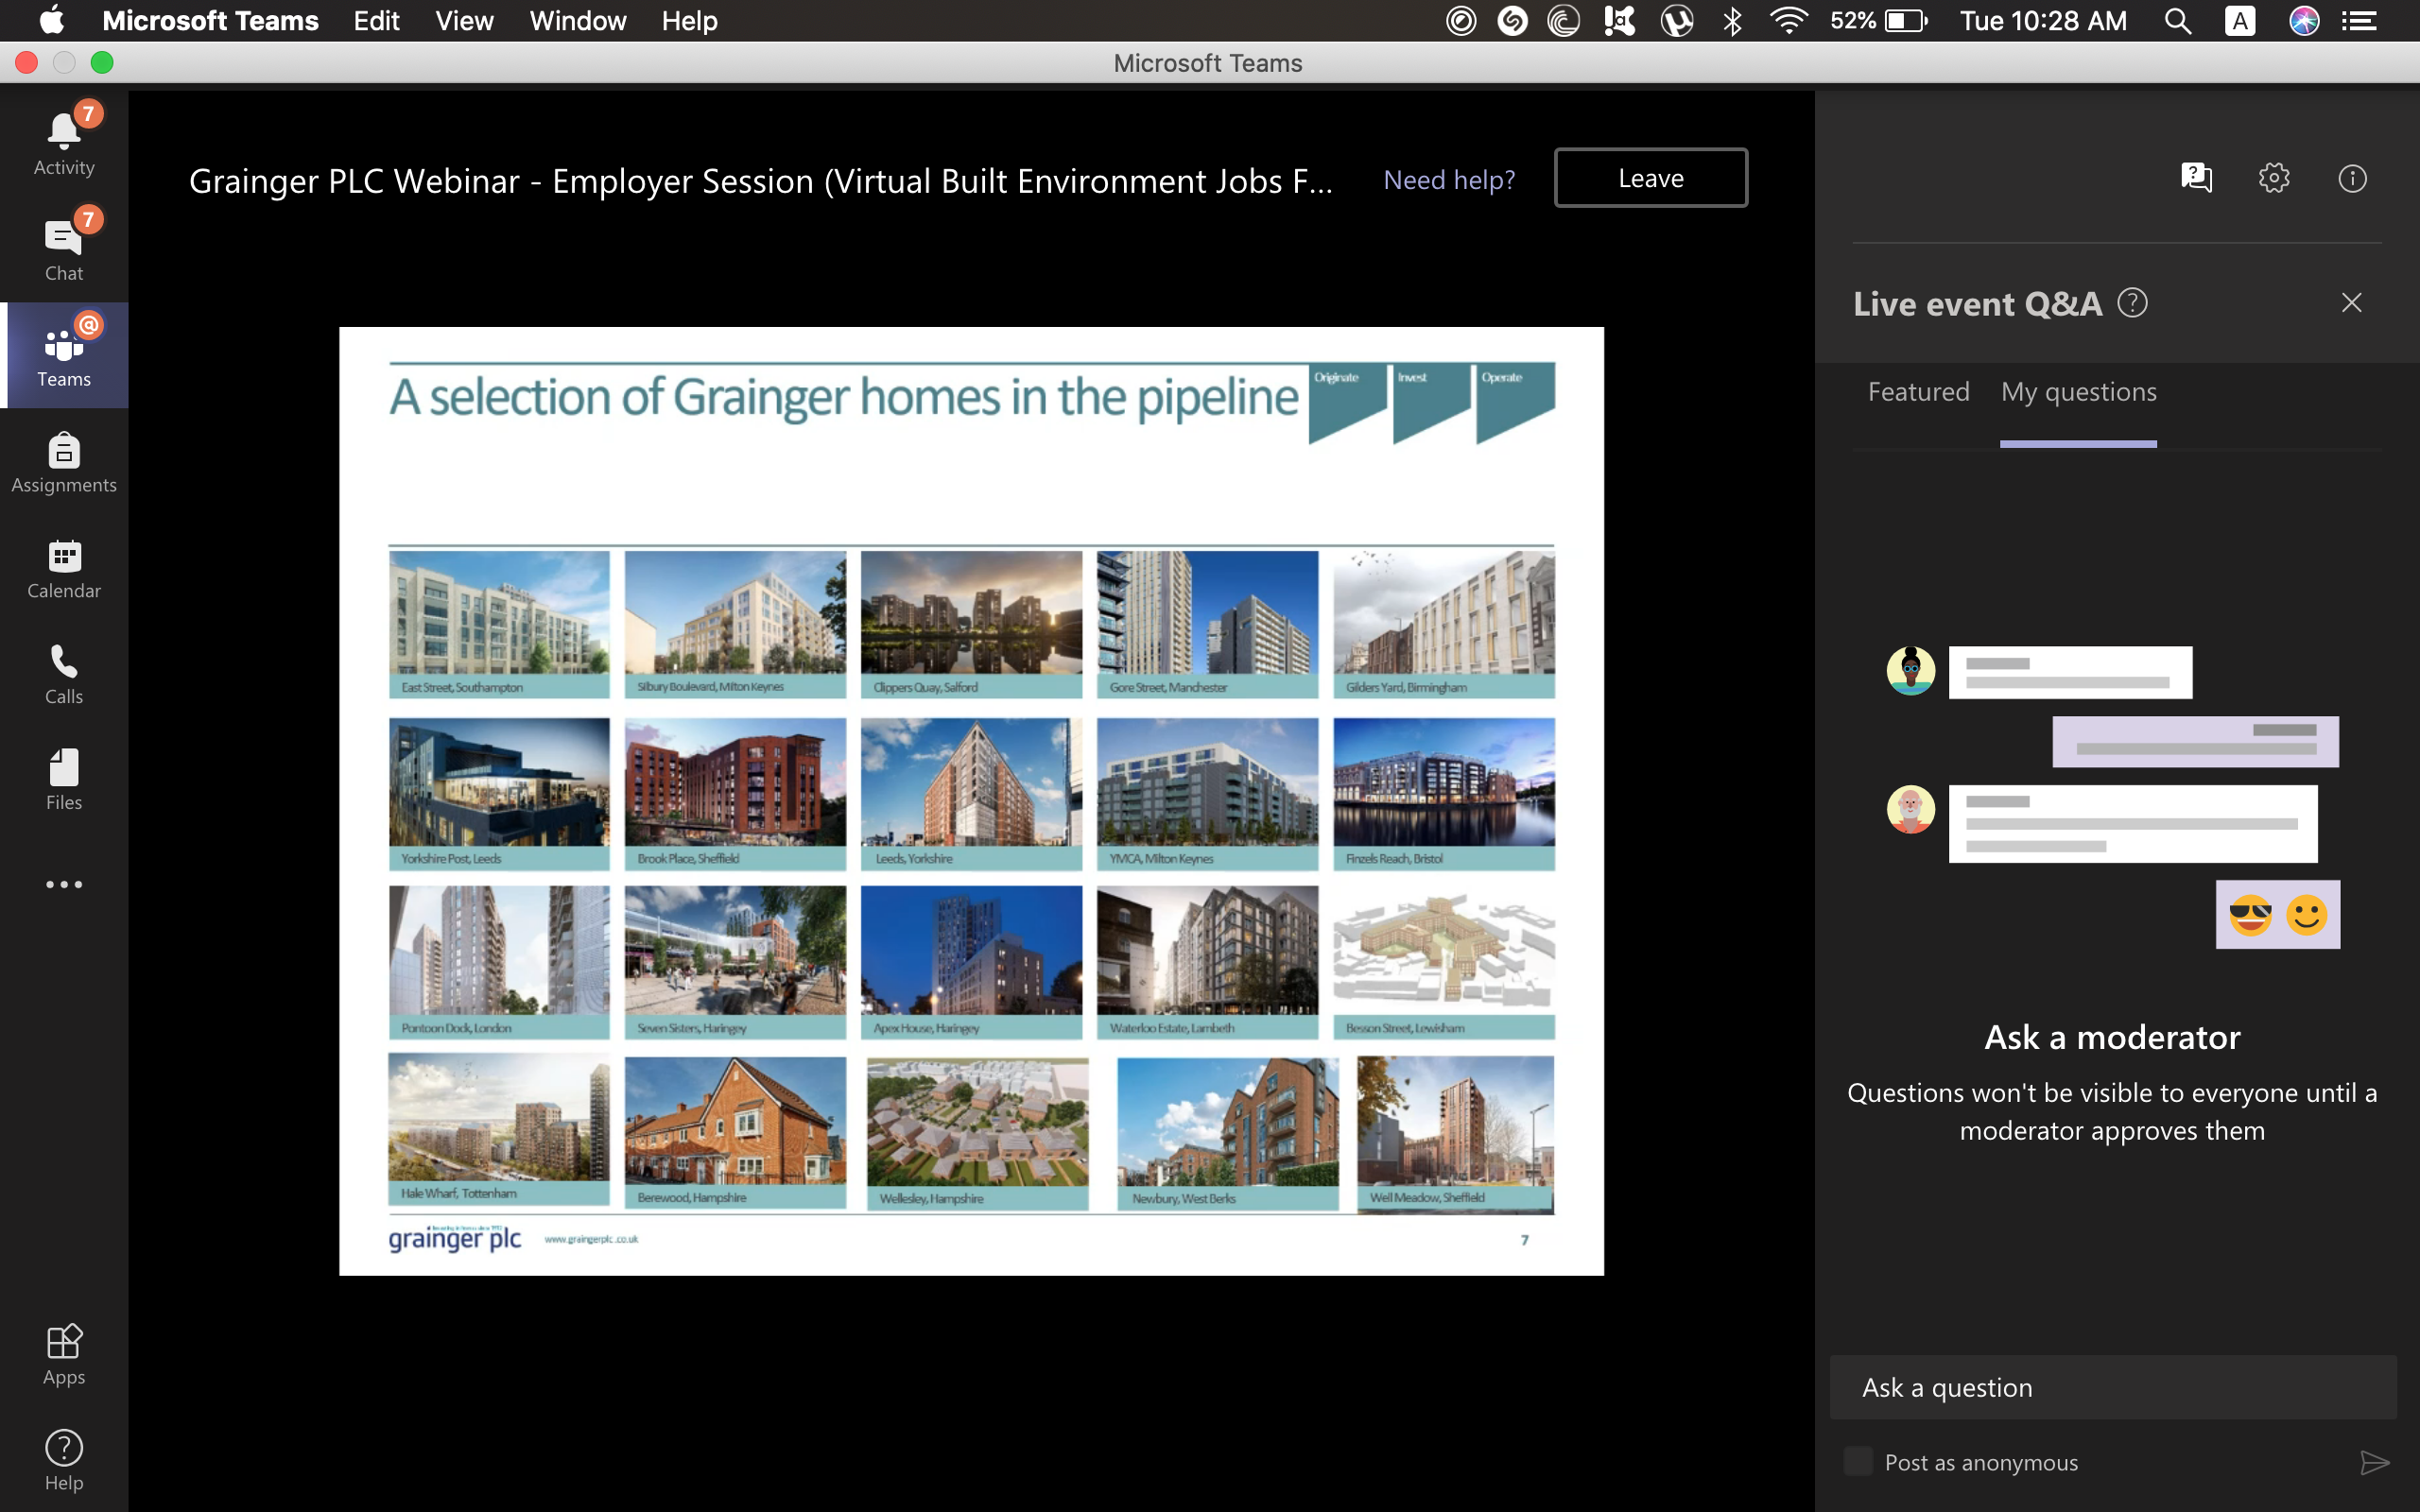 Microsoft Teams Edit View Window Help 52% Tue 10:28 AM A
Microsoft Teams
7
Activity
7
Chat
@
Teams
Assignments
Calendar
Calls
Files
Apps
Help
Grainger PLC Webinar - Employer Session (Virtual Built Environment Jobs F... Need help? Leave
A selection of Grainger homes in the pipeline
Originate Invest Operate
East Street, Southampton Silbury Boulevard, Milton Keynes Clippers Quay, Salford Gore Street, Manchester Gilders Yard, Birmingham
Yorkshire Post, Leeds Brook Place, Sheffield Leeds, Yorkshire YMCA, Milton Keynes Finzels Reach, Bristol
Pontoon Dock, London Seven Sisters, Haringey Apex House, Haringey Waterloo Estate, Lambeth Besson Street, Lewisham
Hale Wharf, Tottenham Berewood, Hampshire Wellesley, Hampshire Newbury, West Berks Well Meadow, Sheffield
grainger plc www.graingerplc.co.uk 7
Live event Q&A ?
Featured My questions
Ask a moderator
Questions won't be visible to everyone until a
moderator approves them
Ask a question
Post as anonymous